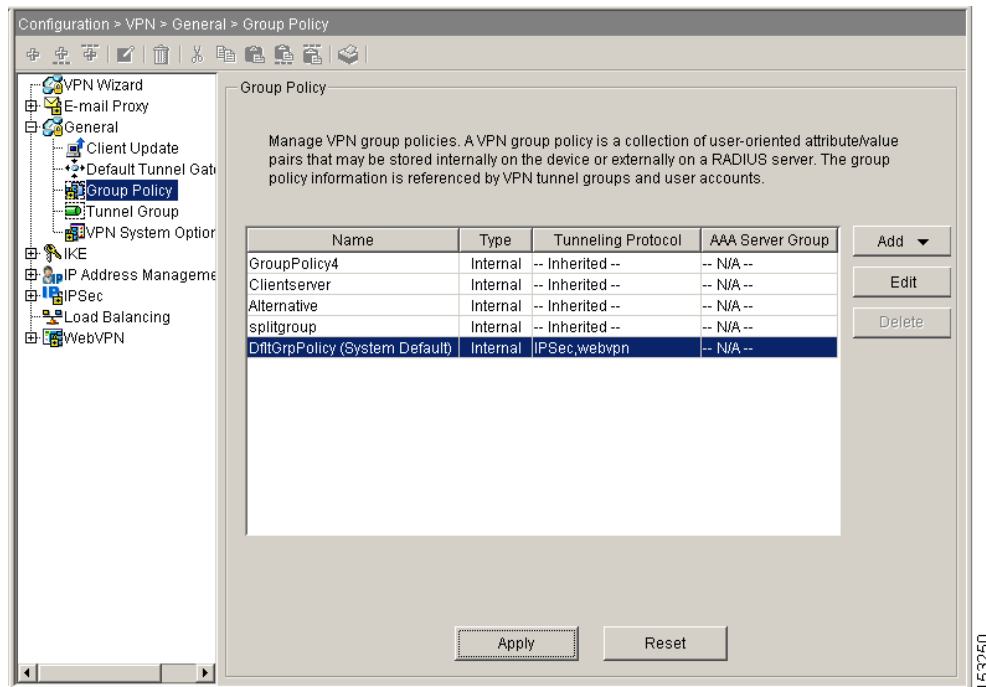 Configuration > VPN > General > Group Policy
VPN Wizard
E-mail Proxy
General
Client Update
Default Tunnel Gat
Group Policy
Tunnel Group
VPN System Option
IKE
IP Address Manageme
IPSec
Load Balancing
WebVPN
Group Policy
Manage VPN group policies. A VPN group policy is a collection of user-oriented attribute/value
pairs that may be stored internally on the device or externally on a RADIUS server. The group
policy information is referenced by VPN tunnel groups and user accounts.
Name Type Tunneling Protocol AAA Server Group
GroupPolicy4 Internal -- Inherited -- -- N/A --
Clientserver Internal -- Inherited -- -- N/A --
Alternative Internal -- Inherited -- -- N/A --
splitgroup Internal -- Inherited -- -- N/A --
DfltGrpPolicy (System Default) Internal IPSec,webvpn -- N/A --
Add
Edit
Delete
Apply
Reset
153250